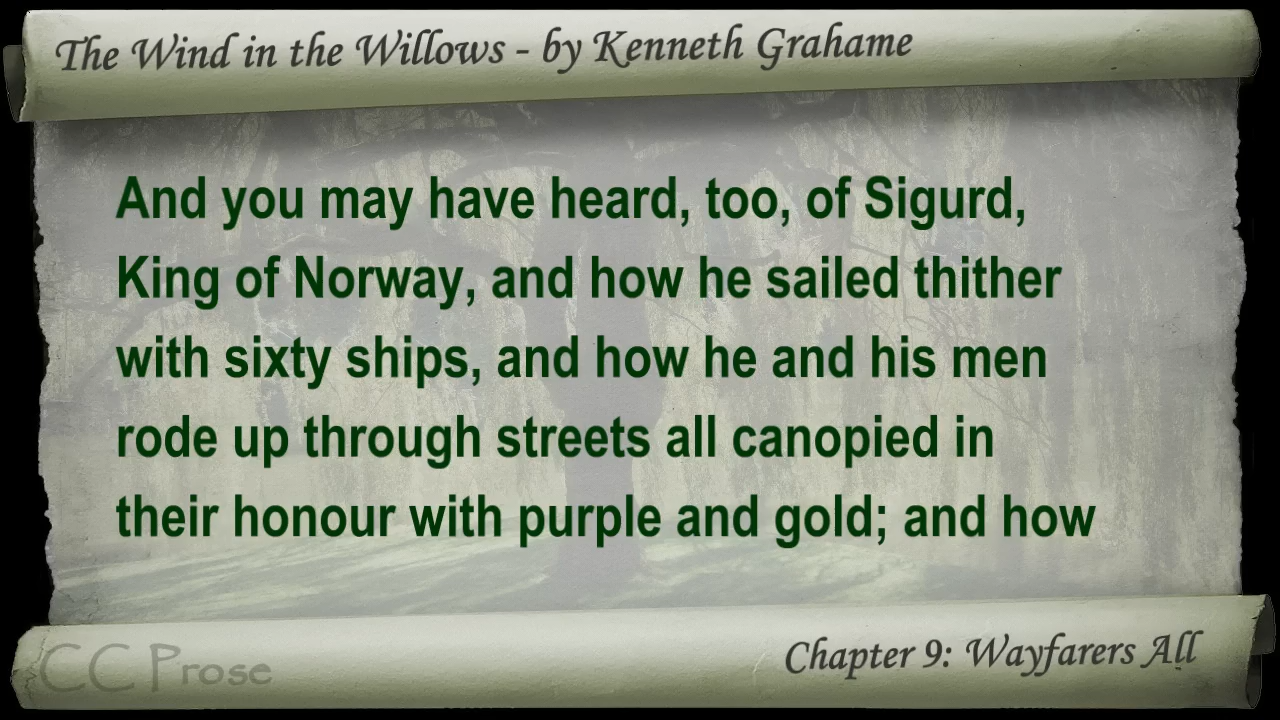 The Wind in the Willows - by Kenneth Grahame
And you may have heard, too, of Sigurd,
King of Norway, and how he sailed thither
with sixty ships, and how he and his men
rode up through streets all canopied in
their honour with purple and gold; and how
CC Prose
Chapter 9: Wayfarers All